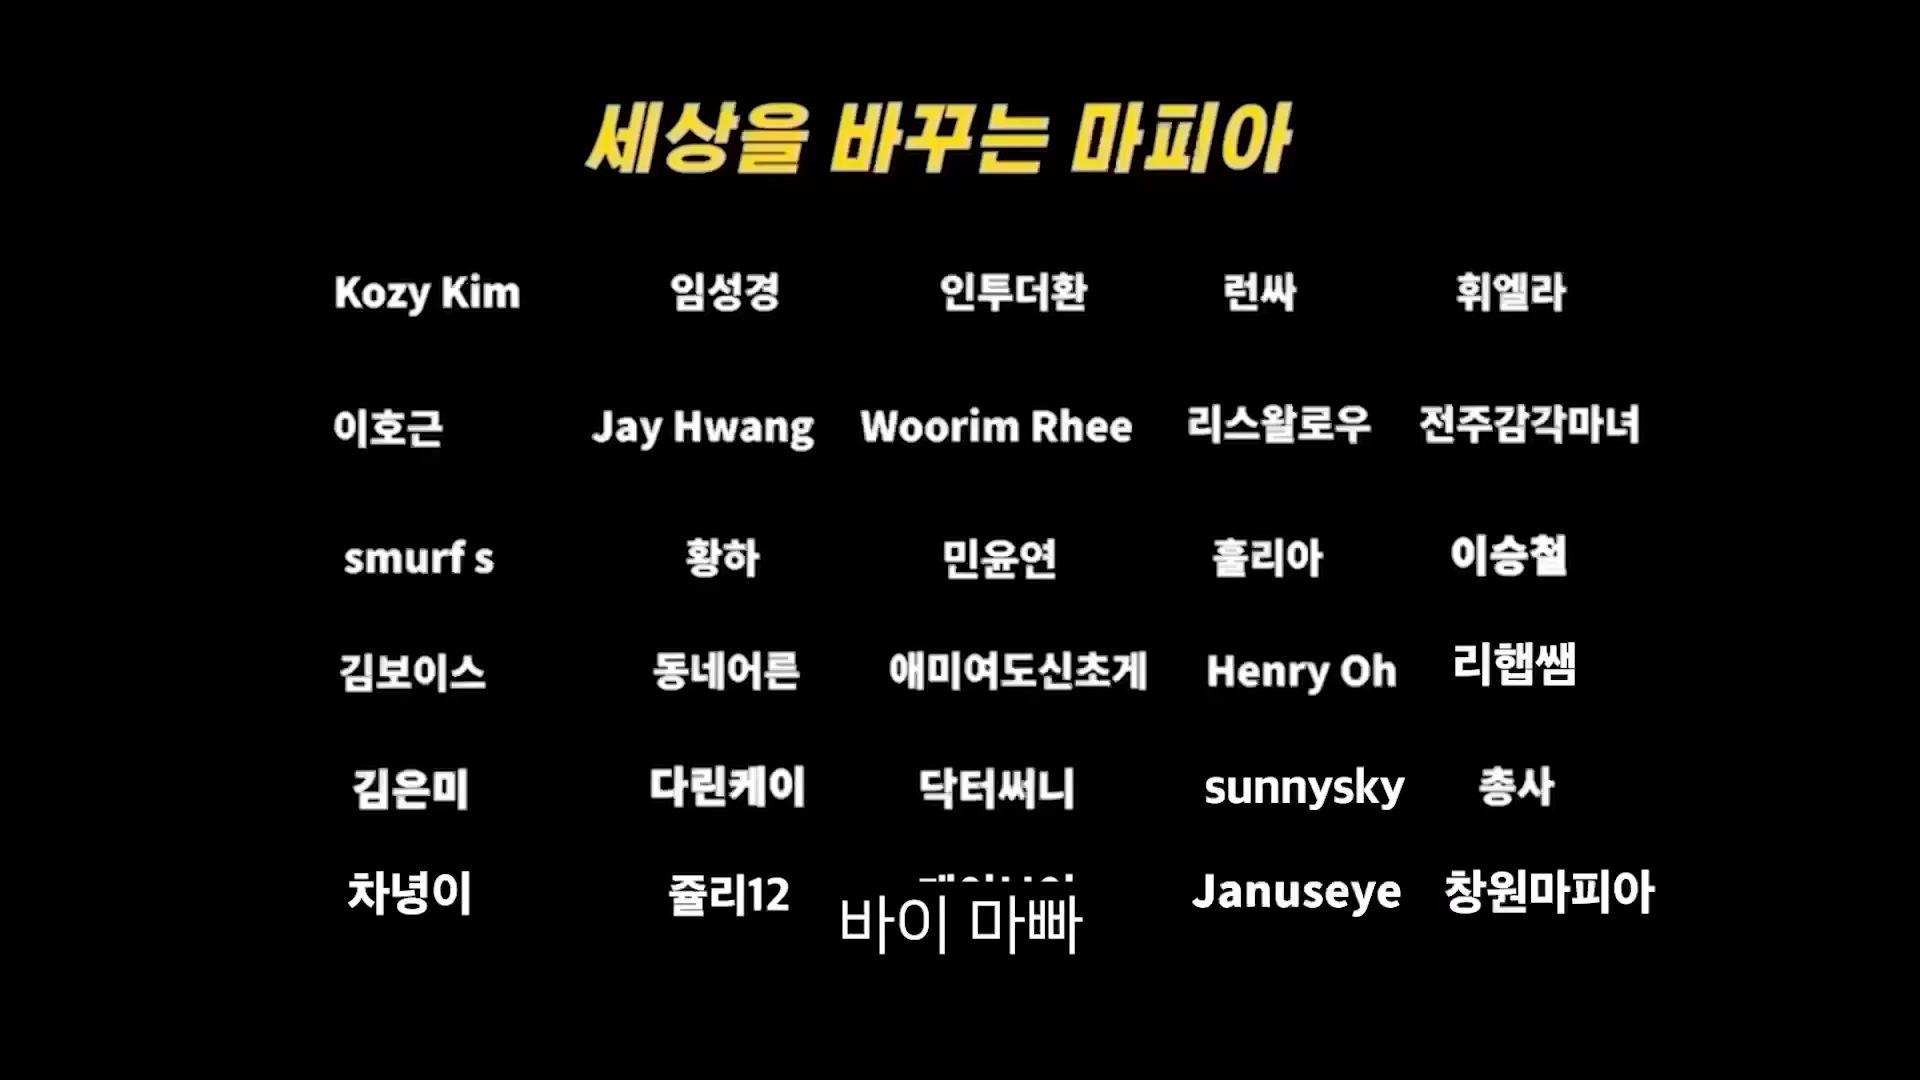 세상을 바꾸는 마피아
Kozy Kim 임성경 인투더환 런싸 휘엘라
이호근 Jay Hwang Woorim Rhee 리스왈로우 전주감각마녀
smurf s 황하 민윤연 훌리아 이승철
김보이스 동네어른 애미여도신초게 Henry Oh 리햅쌤
김은미 다린케이 닥터써니 sunnysky 총사
차녕이 쥴리12 Januseye 창원마피아
바이 마빠